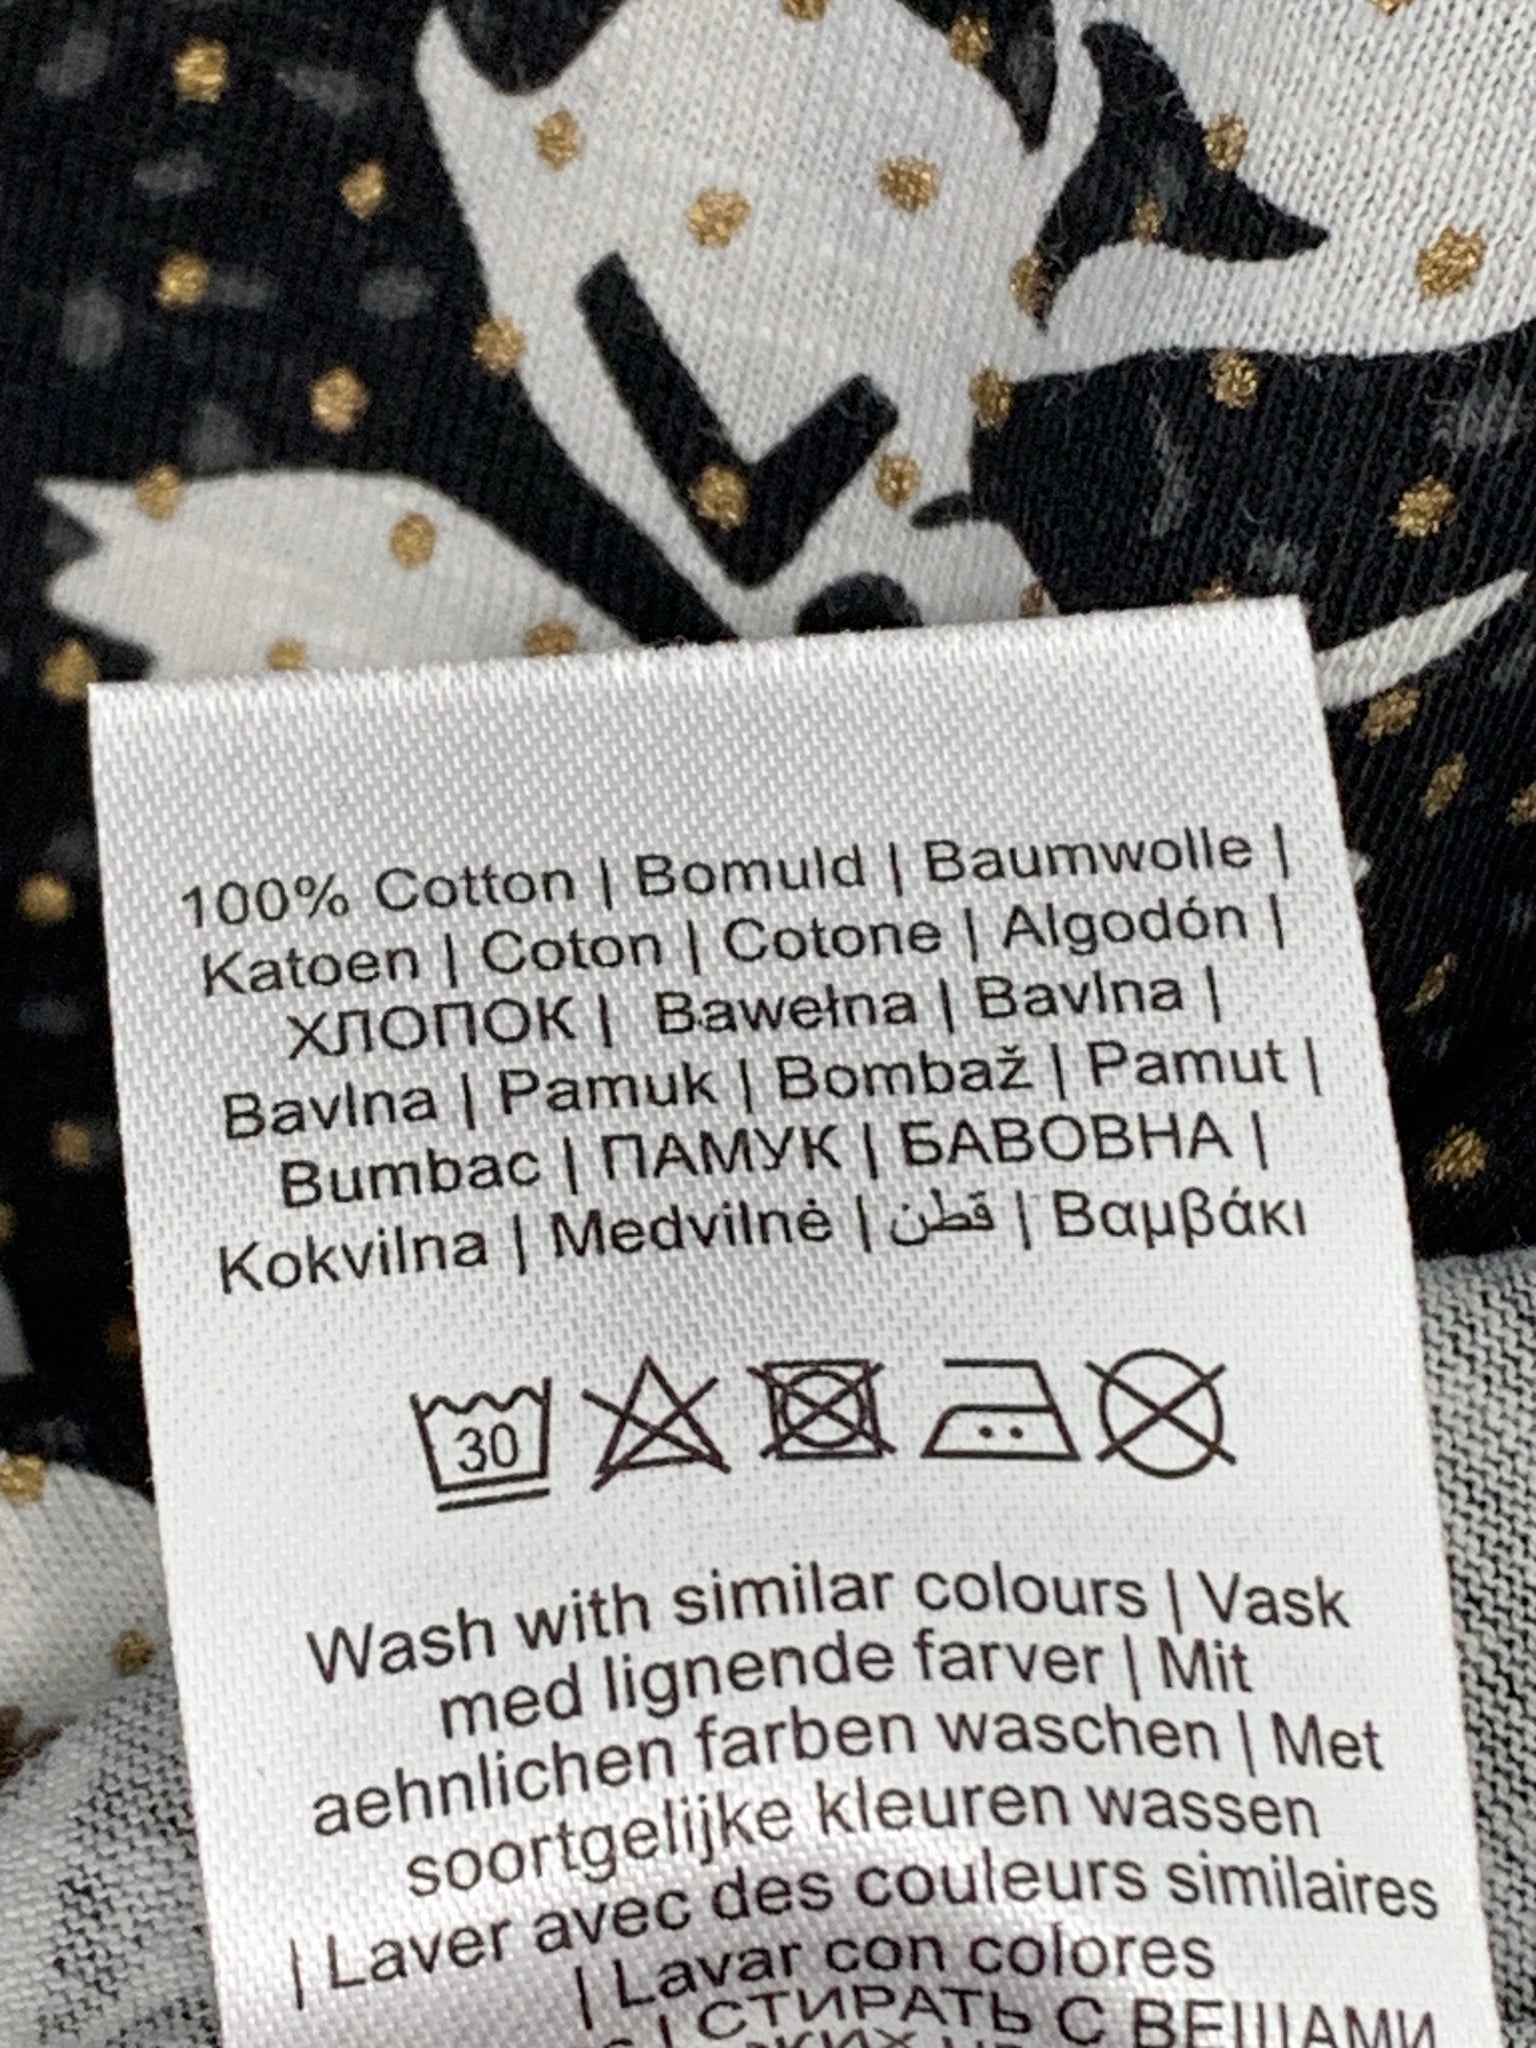 100% Cotton | Bomuld | Baumwolle |
Katoen | Coton | Cotone | Algodón |
ХЛОПОК | Bawełna | Bavlna |
Bavlna | Pamuk | Bombaž | Pamut |
Bumbac | ПАМУК | БАВОВНА |
Kokvilna | Medvilnė | قطن | Βαμβάκι
30
Wash with similar colours | Vask
med lignende farver | Mit
aehnlichen farben waschen | Met
soortgelijke kleuren wassen
| Laver avec des couleurs similaires
| Lavar con colores
| СТИРАТЬ С ВЕЩАМИ